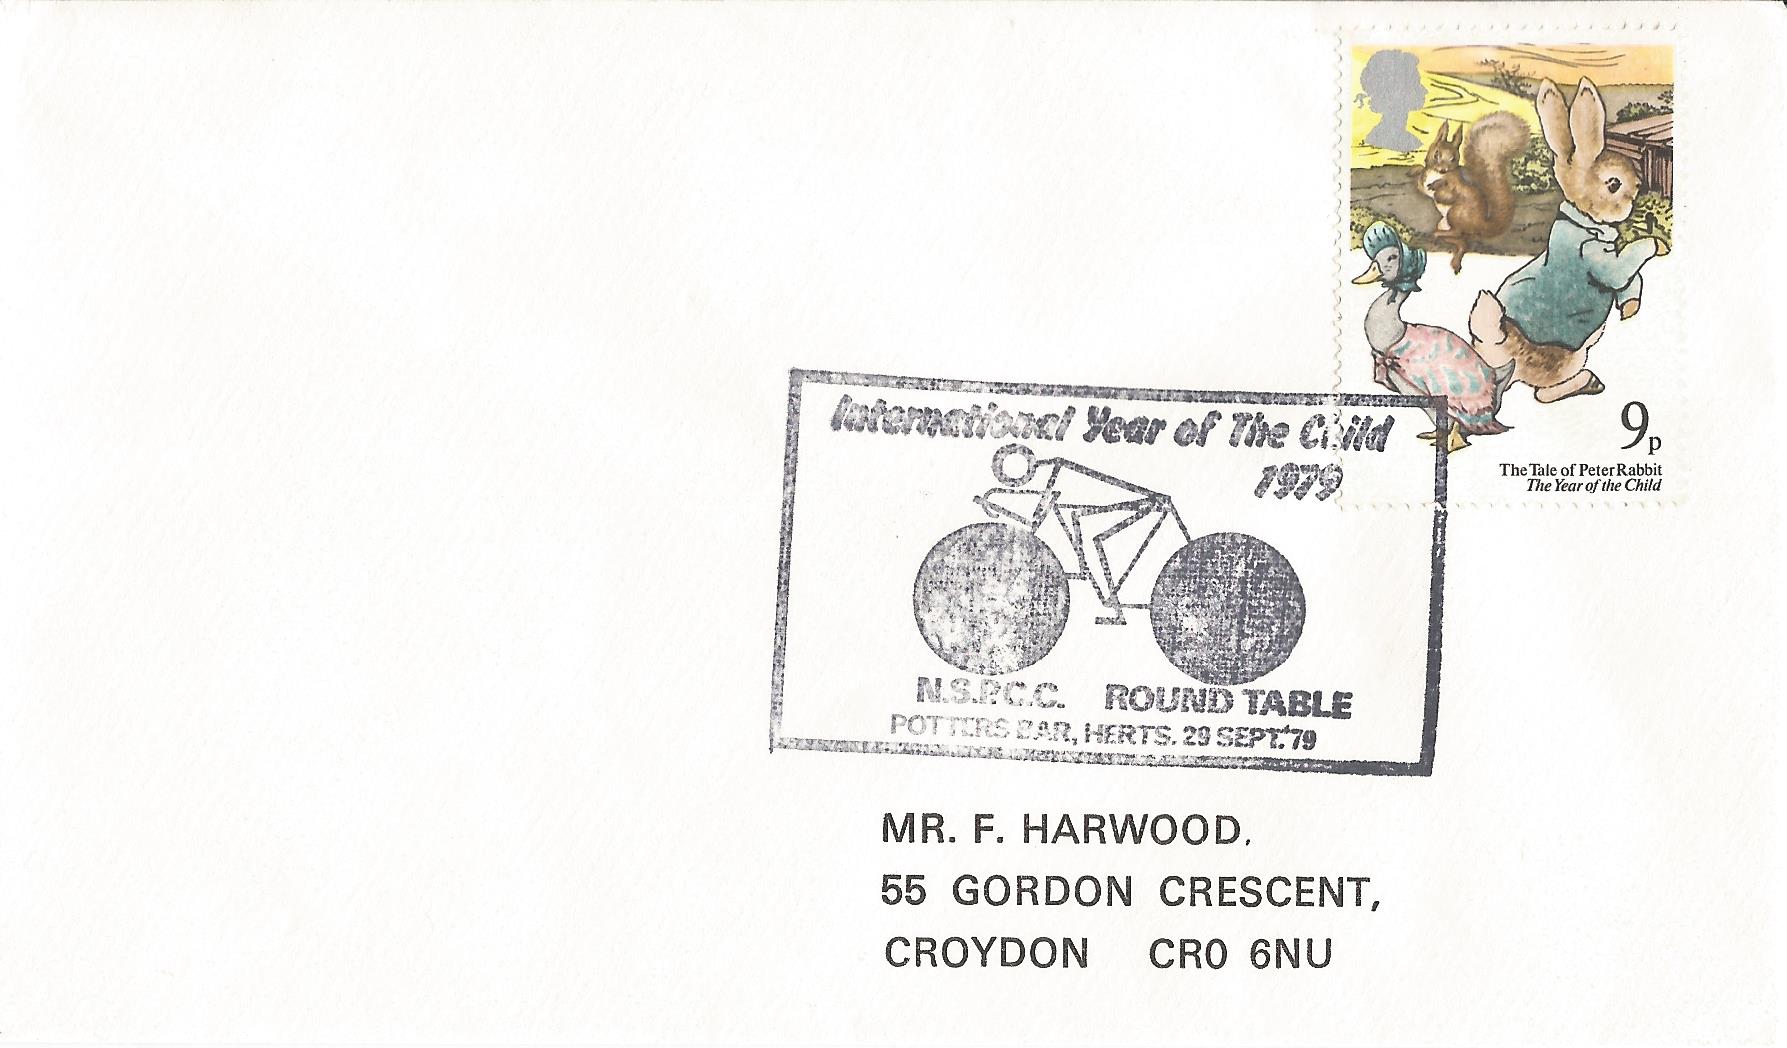 9p
The Tale of Peter Rabbit
The Year of the Child
International Year of The Child
1979
N.S.P.C.C. ROUND TABLE
POTTERS BAR, HERTS. 29 SEPT.'79
MR. F. HARWOOD,
55 GORDON CRESCENT,
CROYDON CR0 6NU